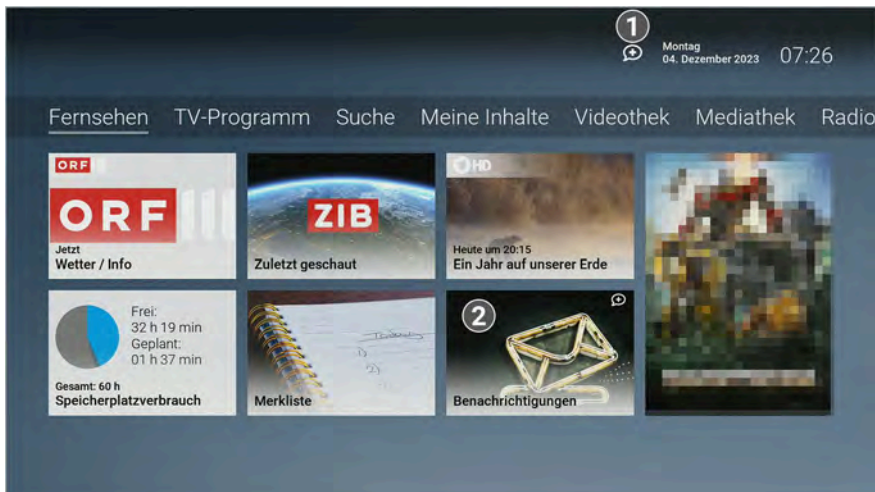 1
Montag
04. Dezember 2023
07:26
Fernsehen TV-Programm Suche Meine Inhalte Videothek Mediathek Radio
ORF
ORF
Jetzt
Wetter / Info
ZIB
Zuletzt geschaut
HD
Heute um 20:15
Ein Jahr auf unserer Erde
Frei:
32 h 19 min
Geplant:
01 h 37 min
Gesamt: 60 h
Speicherplatzverbrauch
1)
2)
Merkliste
2
Benachrichtigungen